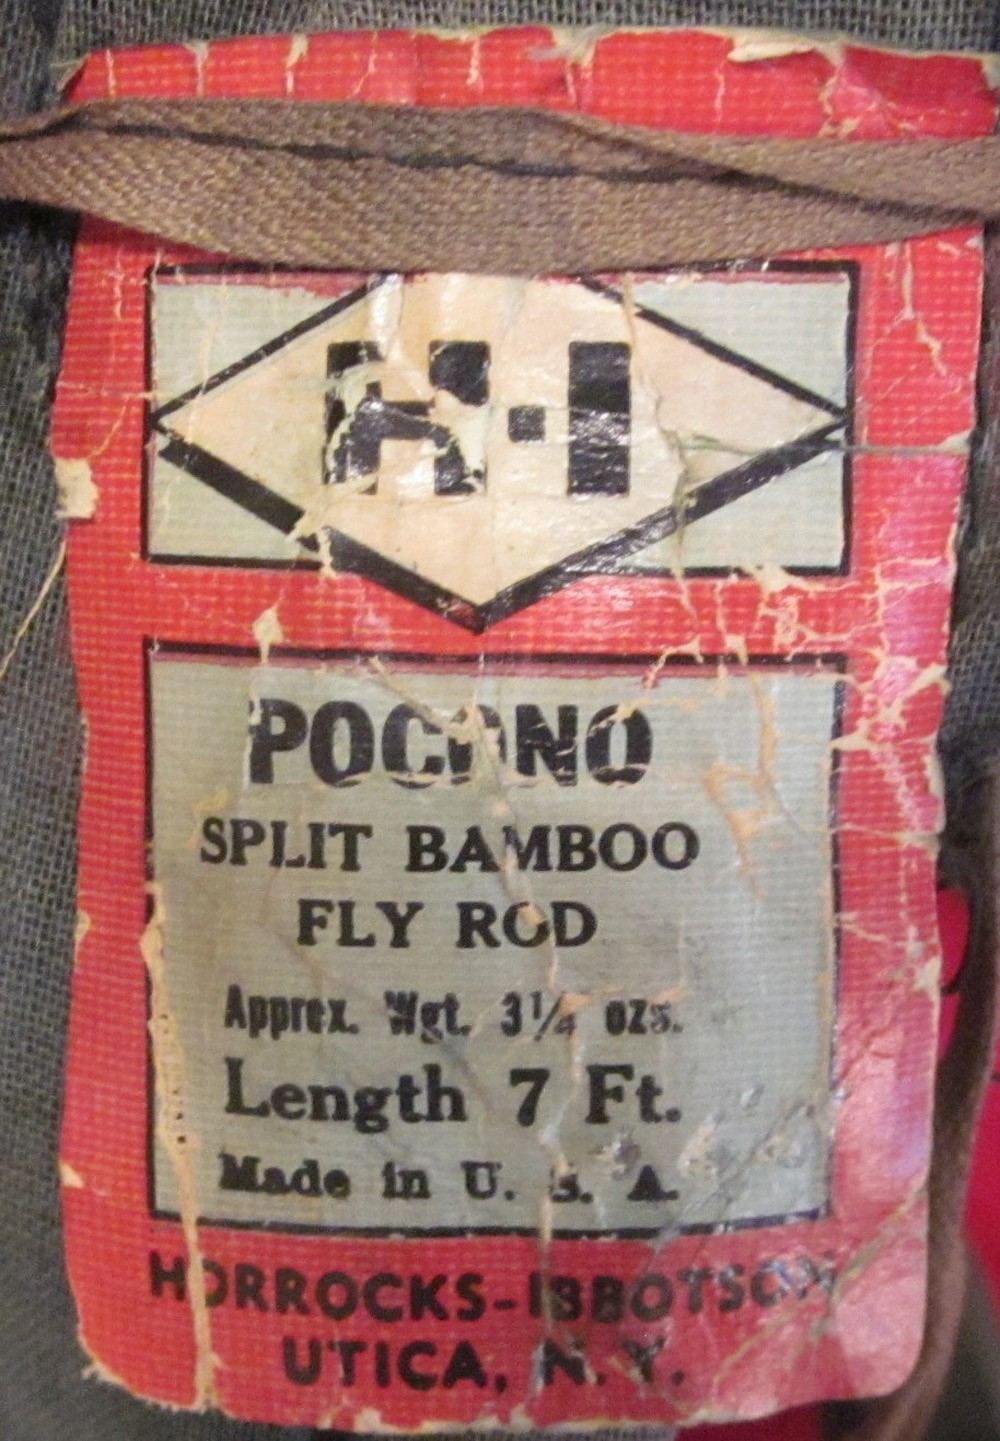 H·I
POCONO
SPLIT BAMBOO
FLY ROD
Approx. Wgt. 3¼ ozs.
Length 7 Ft.
Made in U. S. A.
HORROCKS-IBBOTSON
UTICA, N. Y.